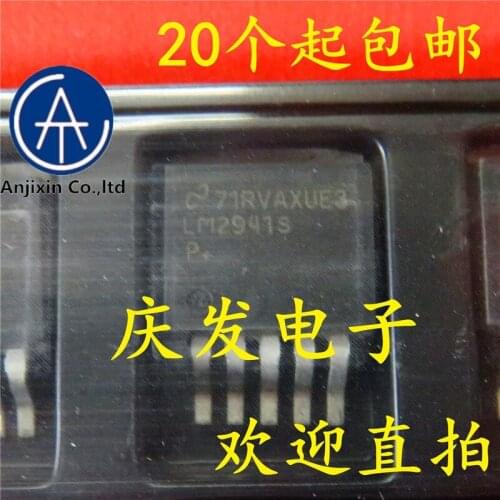 20个起包邮
Anjixin Co.,ltd
71RVAXUE3
LM2941S
P+
庆发电子
欢迎直拍